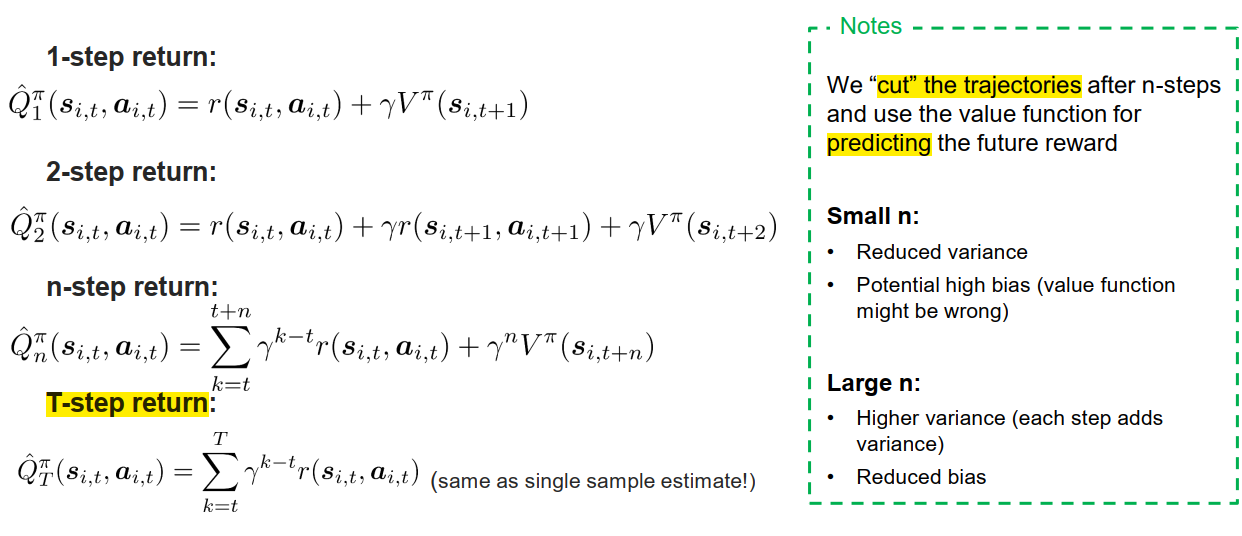 1-step return:
$\hat{Q}_1^\pi(\boldsymbol{s}_{i,t}, \boldsymbol{a}_{i,t}) = r(\boldsymbol{s}_{i,t}, \boldsymbol{a}_{i,t}) + \gamma V^\pi(\boldsymbol{s}_{i,t+1})$
2-step return:
$\hat{Q}_2^\pi(\boldsymbol{s}_{i,t}, \boldsymbol{a}_{i,t}) = r(\boldsymbol{s}_{i,t}, \boldsymbol{a}_{i,t}) + \gamma r(\boldsymbol{s}_{i,t+1}, \boldsymbol{a}_{i,t+1}) + \gamma V^\pi(\boldsymbol{s}_{i,t+2})$
n-step return:
$\hat{Q}_n^\pi(\boldsymbol{s}_{i,t}, \boldsymbol{a}_{i,t}) = \sum_{k=t}^{t+n} \gamma^{k-t} r(\boldsymbol{s}_{i,t}, \boldsymbol{a}_{i,t}) + \gamma^n V^\pi(\boldsymbol{s}_{i,t+n})$
T-step return:
$\hat{Q}_T^\pi(\boldsymbol{s}_{i,t}, \boldsymbol{a}_{i,t}) = \sum_{k=t}^{T} \gamma^{k-t} r(\boldsymbol{s}_{i,t}, \boldsymbol{a}_{i,t})$ (same as single sample estimate!)
Notes
We “cut” the trajectories after n-steps
and use the value function for
predicting the future reward
Small n:
• Reduced variance
• Potential high bias (value function
might be wrong)
Large n:
• Higher variance (each step adds
variance)
• Reduced bias